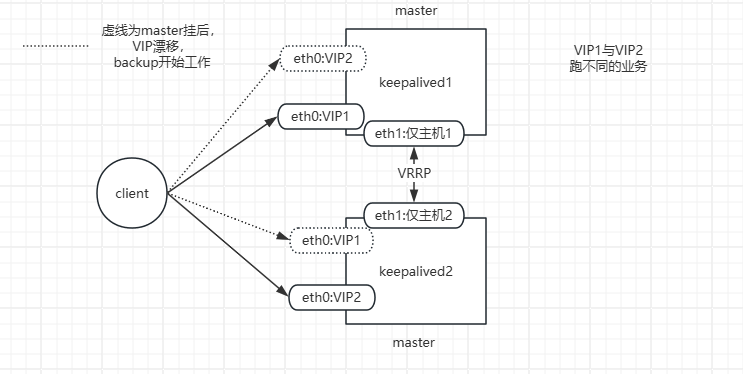 master
虚线为master挂后，
VIP漂移，
backup开始工作
eth0:VIP2
VIP1与VIP2
跑不同的业务
keepalived1
eth0:VIP1
eth1:仅主机1
VRRP
client
eth1:仅主机2
eth0:VIP1
keepalived2
eth0:VIP2
master